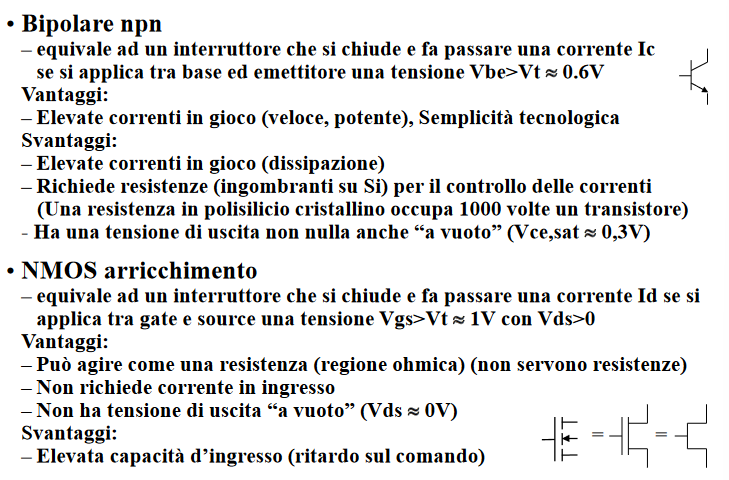 • Bipolare npn
– equivale ad un interruttore che si chiude e fa passare una corrente Ic
se si applica tra base ed emettitore una tensione Vbe>Vt ≈ 0.6V
Vantaggi:
– Elevate correnti in gioco (veloce, potente), Semplicità tecnologica
Svantaggi:
– Elevate correnti in gioco (dissipazione)
– Richiede resistenze (ingombranti su Si) per il controllo delle correnti
(Una resistenza in polisilicio cristallino occupa 1000 volte un transistore)
- Ha una tensione di uscita non nulla anche “a vuoto” (Vce,sat ≈ 0,3V)
• NMOS arricchimento
– equivale ad un interruttore che si chiude e fa passare una corrente Id se si
applica tra gate e source una tensione Vgs>Vt ≈ 1V con Vds>0
Vantaggi:
– Può agire come una resistenza (regione ohmica) (non servono resistenze)
– Non richiede corrente in ingresso
– Non ha tensione di uscita “a vuoto” (Vds ≈ 0V)
Svantaggi:
– Elevata capacità d’ingresso (ritardo sul comando)
= =